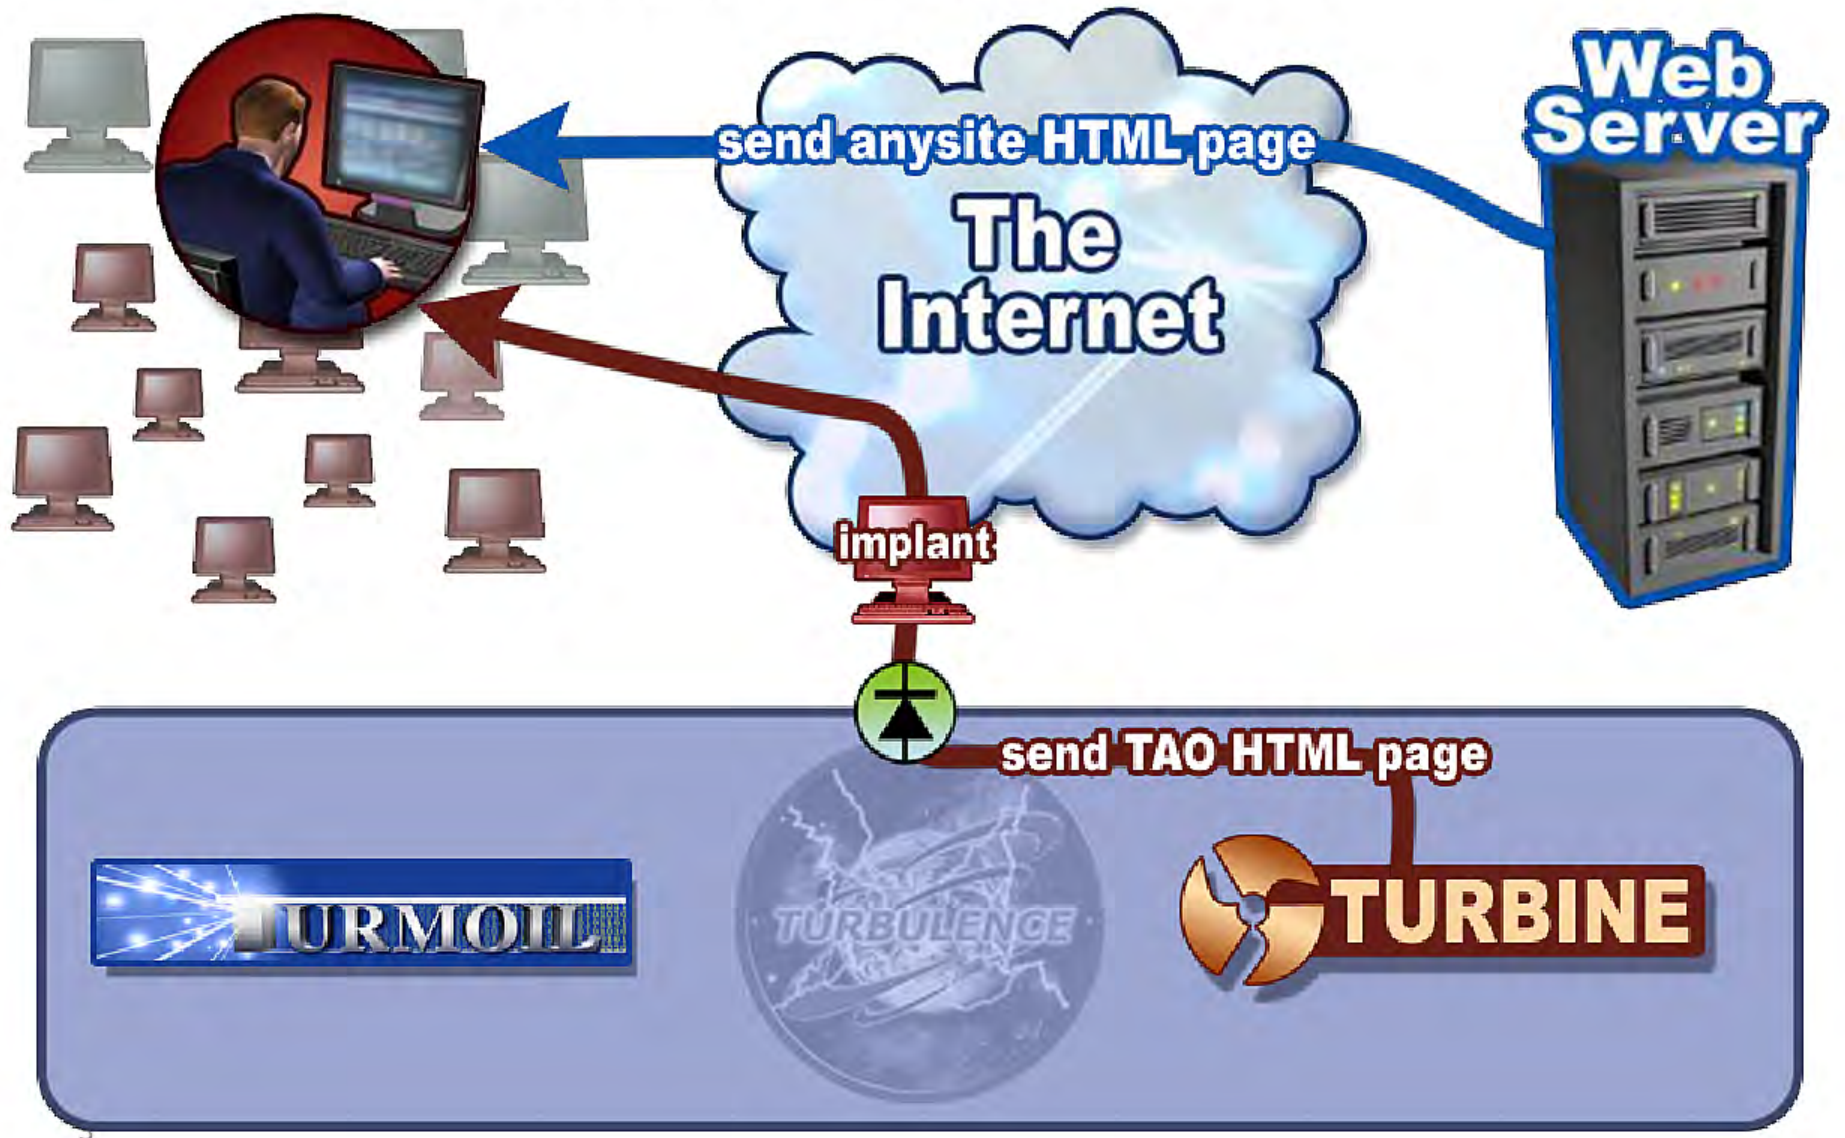 Web
Server
send anysite HTML page
The
Internet
implant
send TAO HTML page
TURMOIL
TURBULENCE
TURBINE